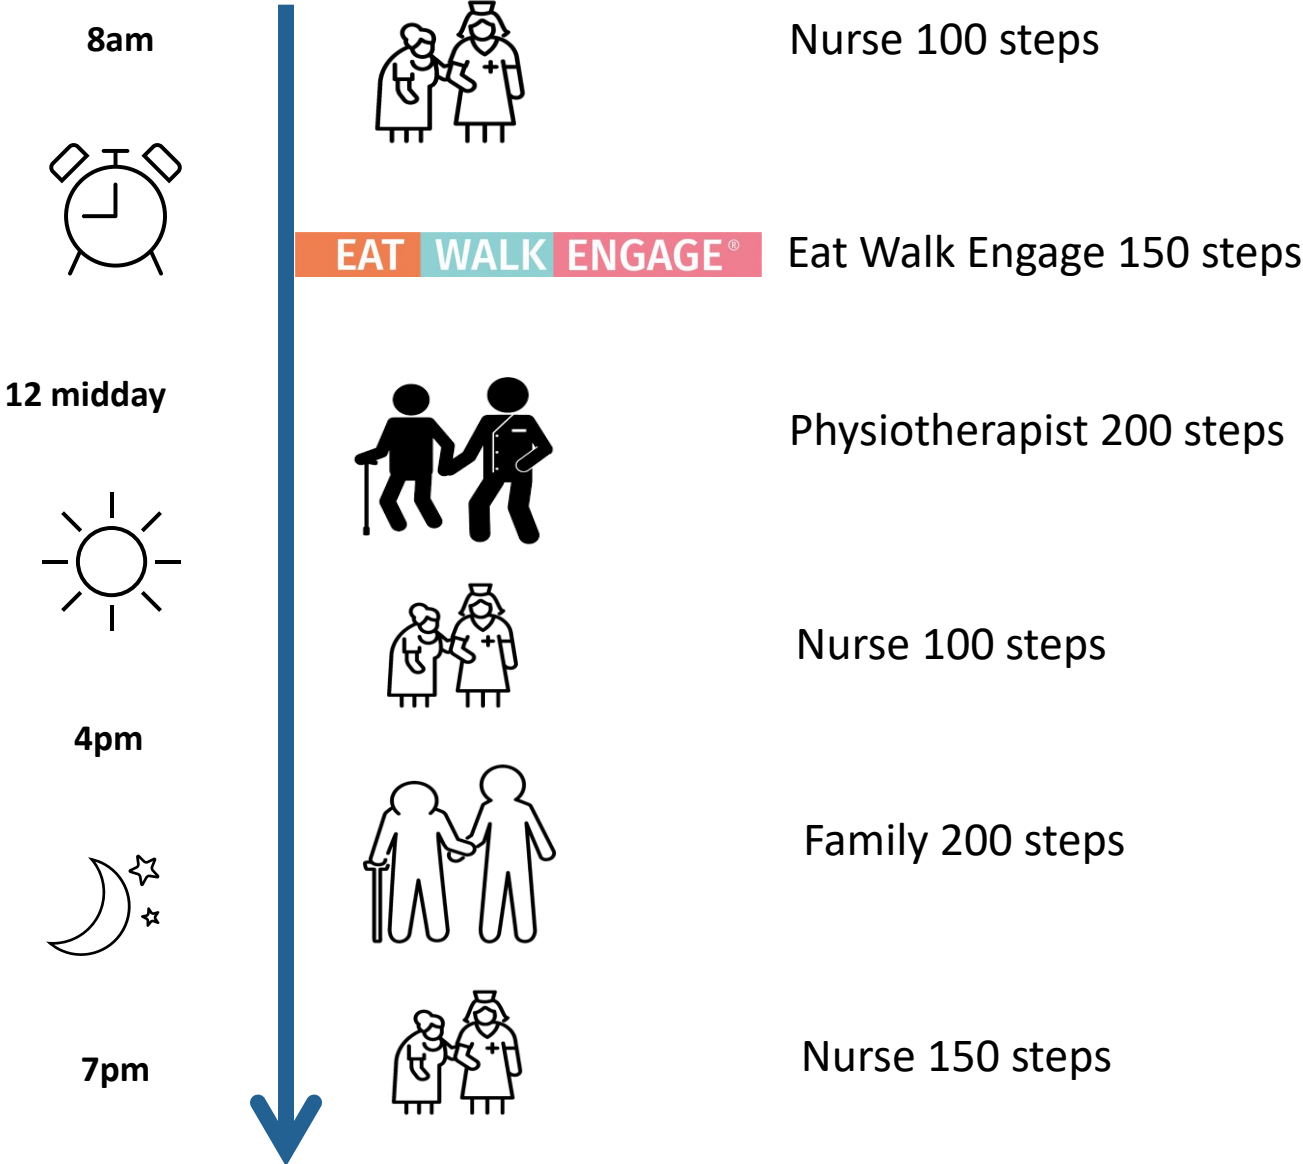 8am
Nurse 100 steps
EAT WALK ENGAGE®
Eat Walk Engage 150 steps
12 midday
Physiotherapist 200 steps
Nurse 100 steps
4pm
Family 200 steps
7pm
Nurse 150 steps